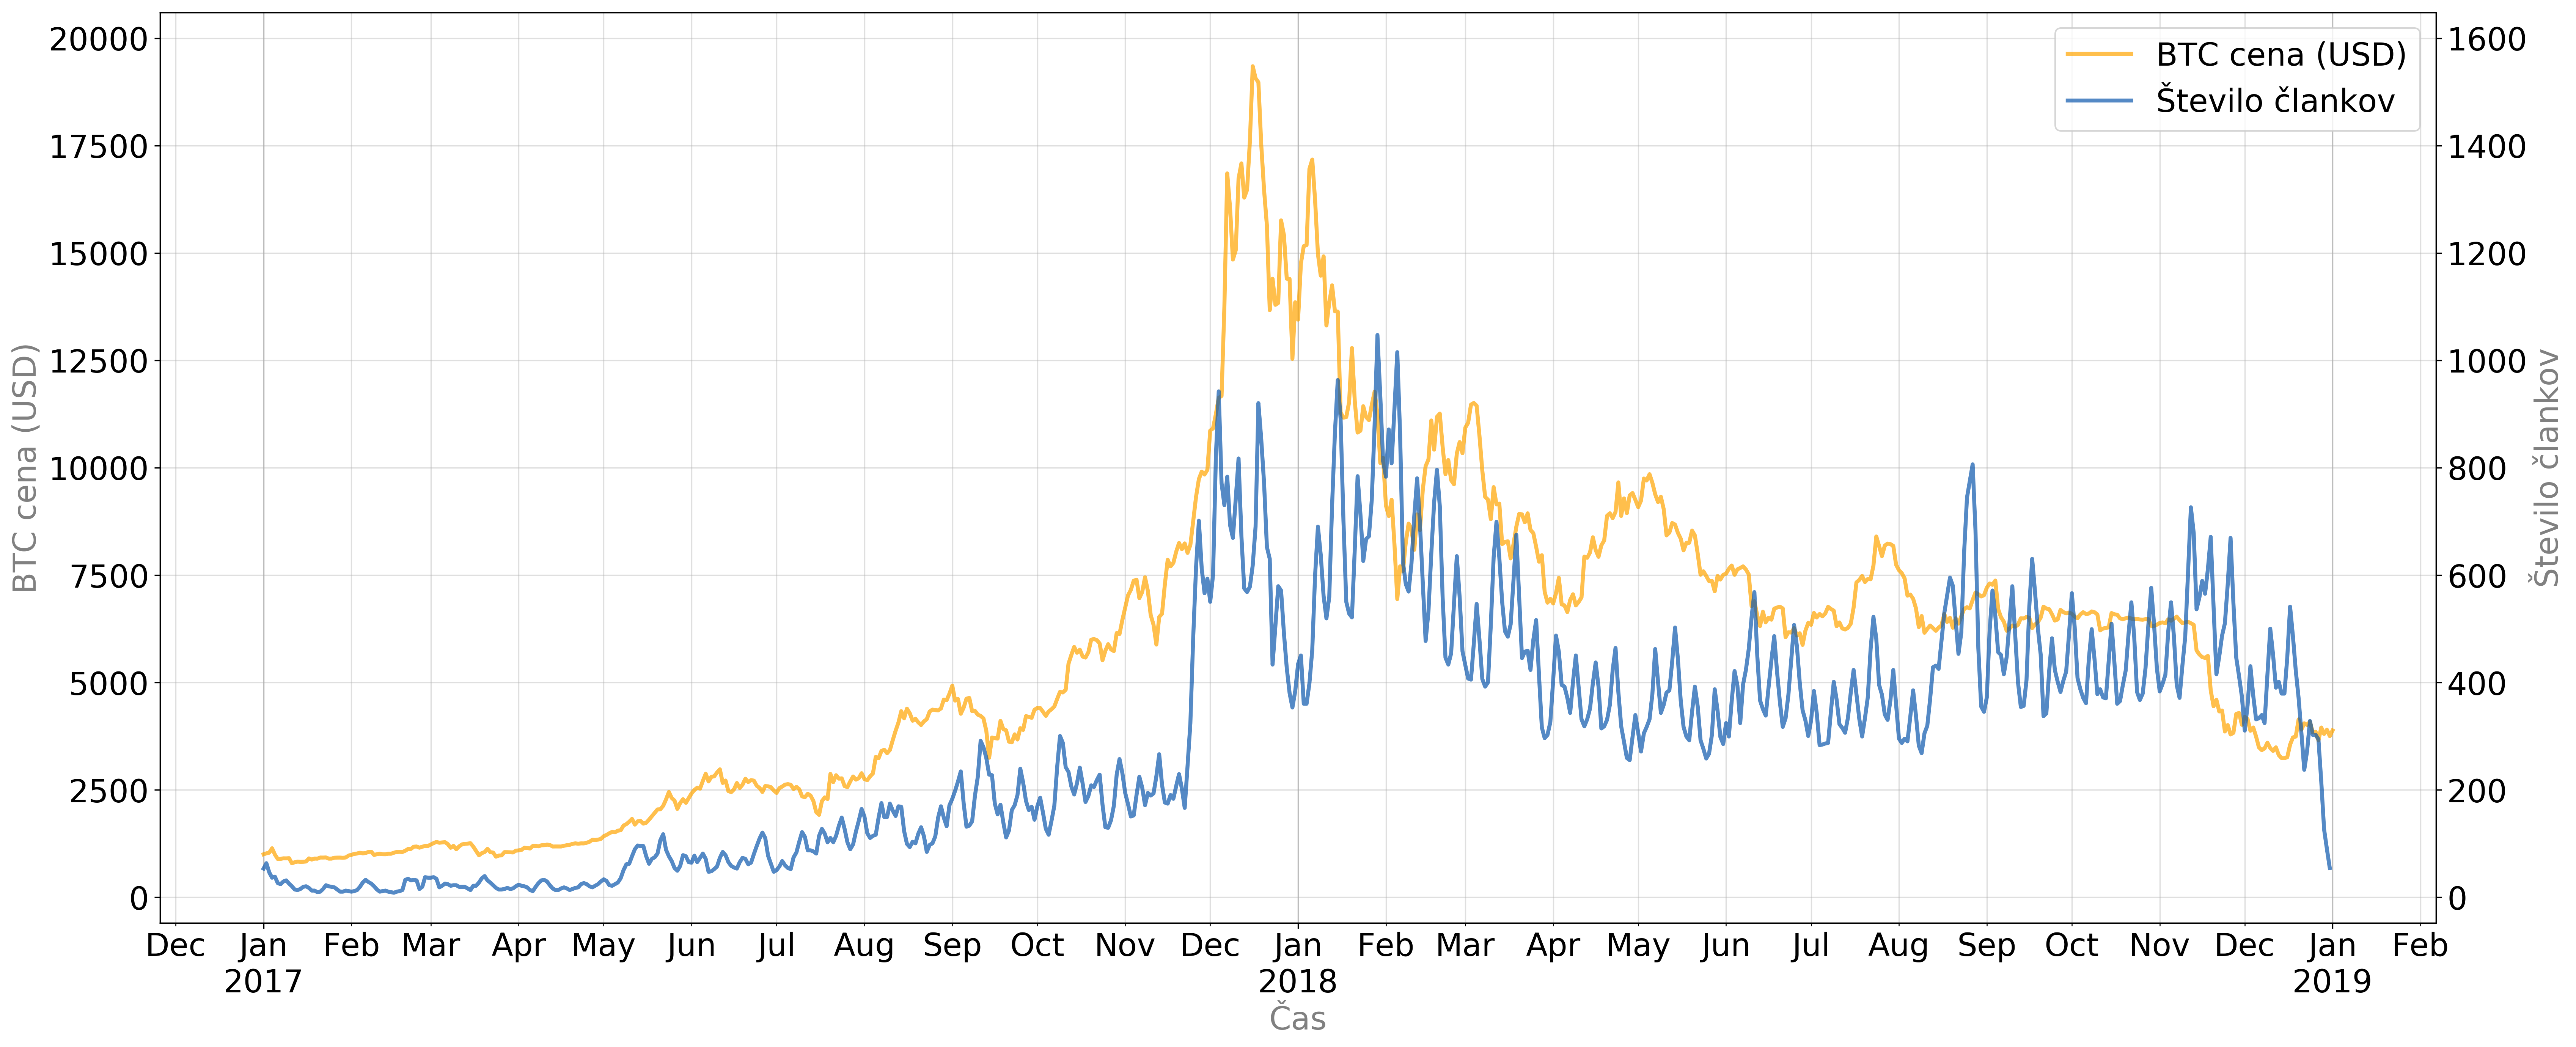 BTC cena (USD)
Število člankov
20000
17500
15000
12500
10000
7500
5000
2500
0
BTC cena (USD)
1600
1400
1200
1000
800
600
400
200
0
Število člankov
Dec Jan Feb Mar Apr May Jun Jul Aug Sep Oct Nov Dec Jan Feb Mar Apr May Jun Jul Aug Sep Oct Nov Dec Jan Feb
2017 2018 2019
Čas